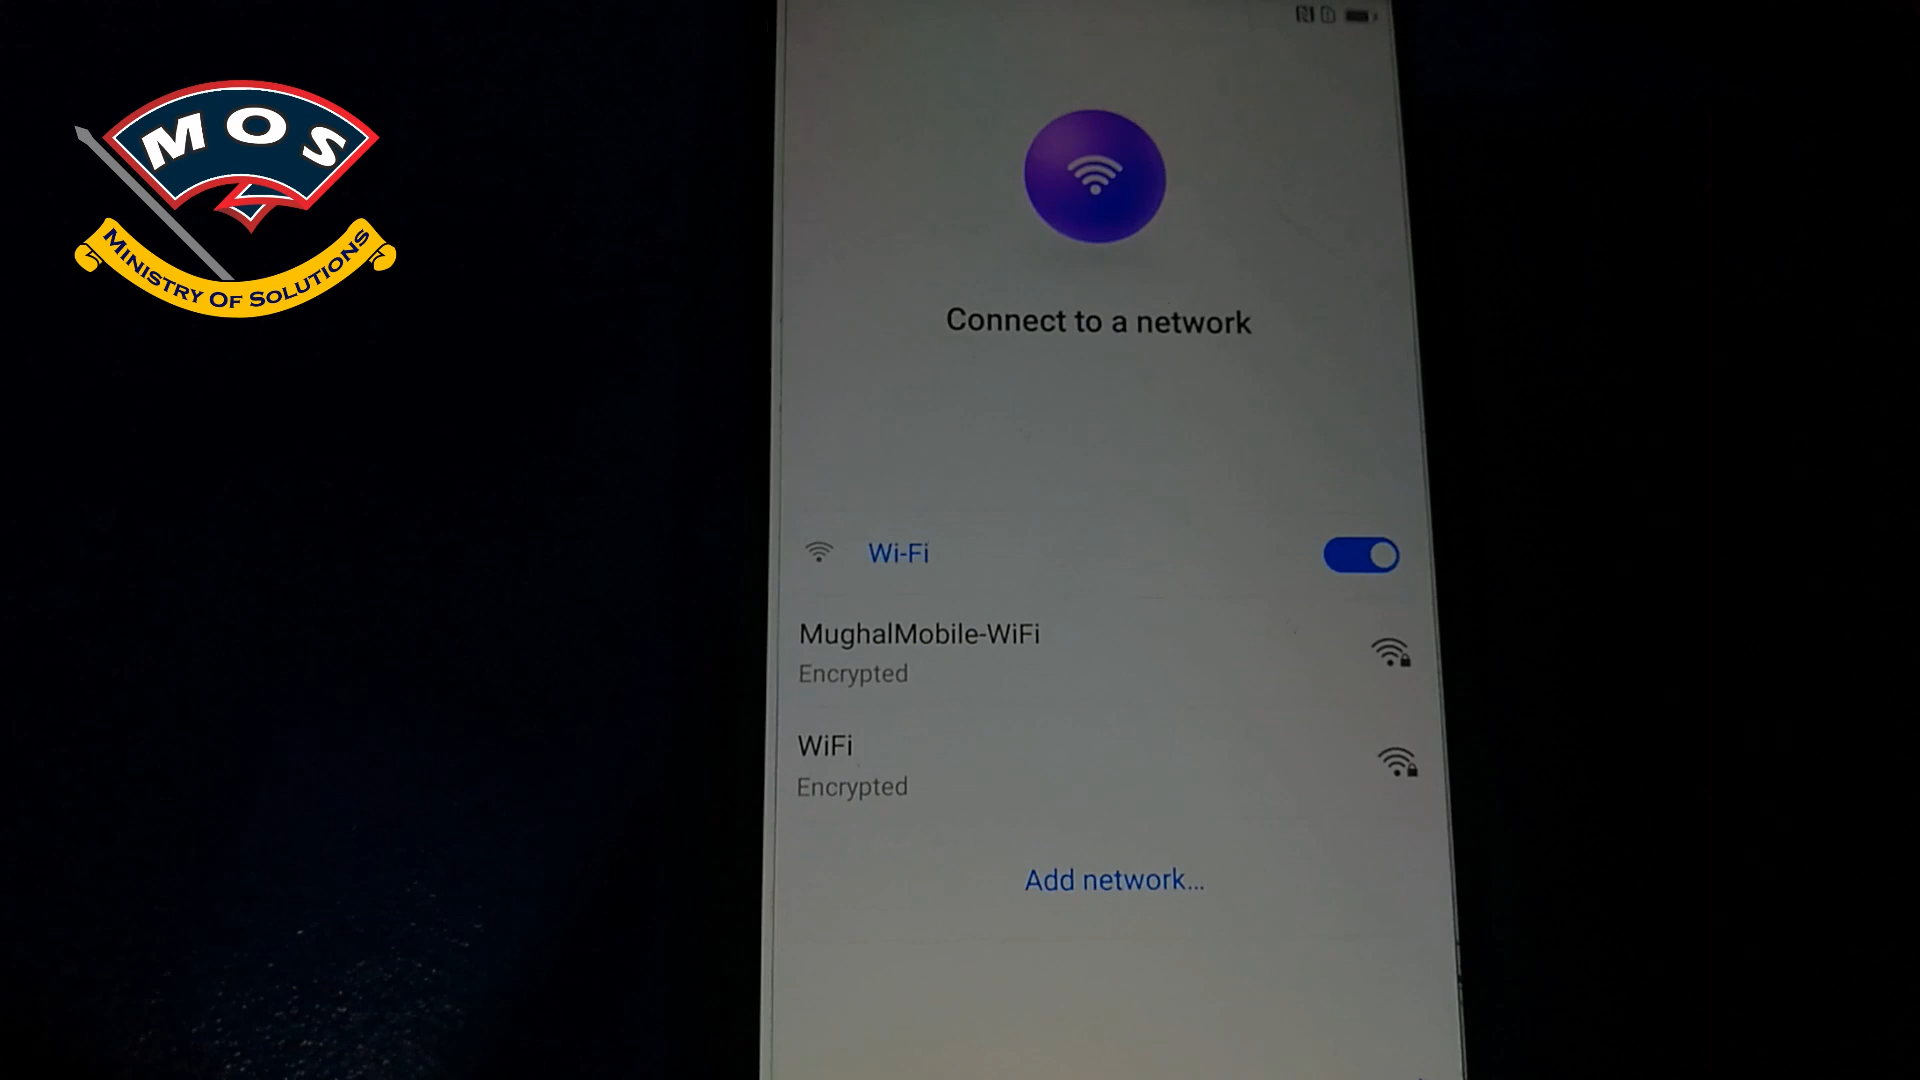 MOS
MINISTRY OF SOLUTIONS
Connect to a network
Wi-Fi
MughalMobile-WiFi
Encrypted
WiFi
Encrypted
Add network...